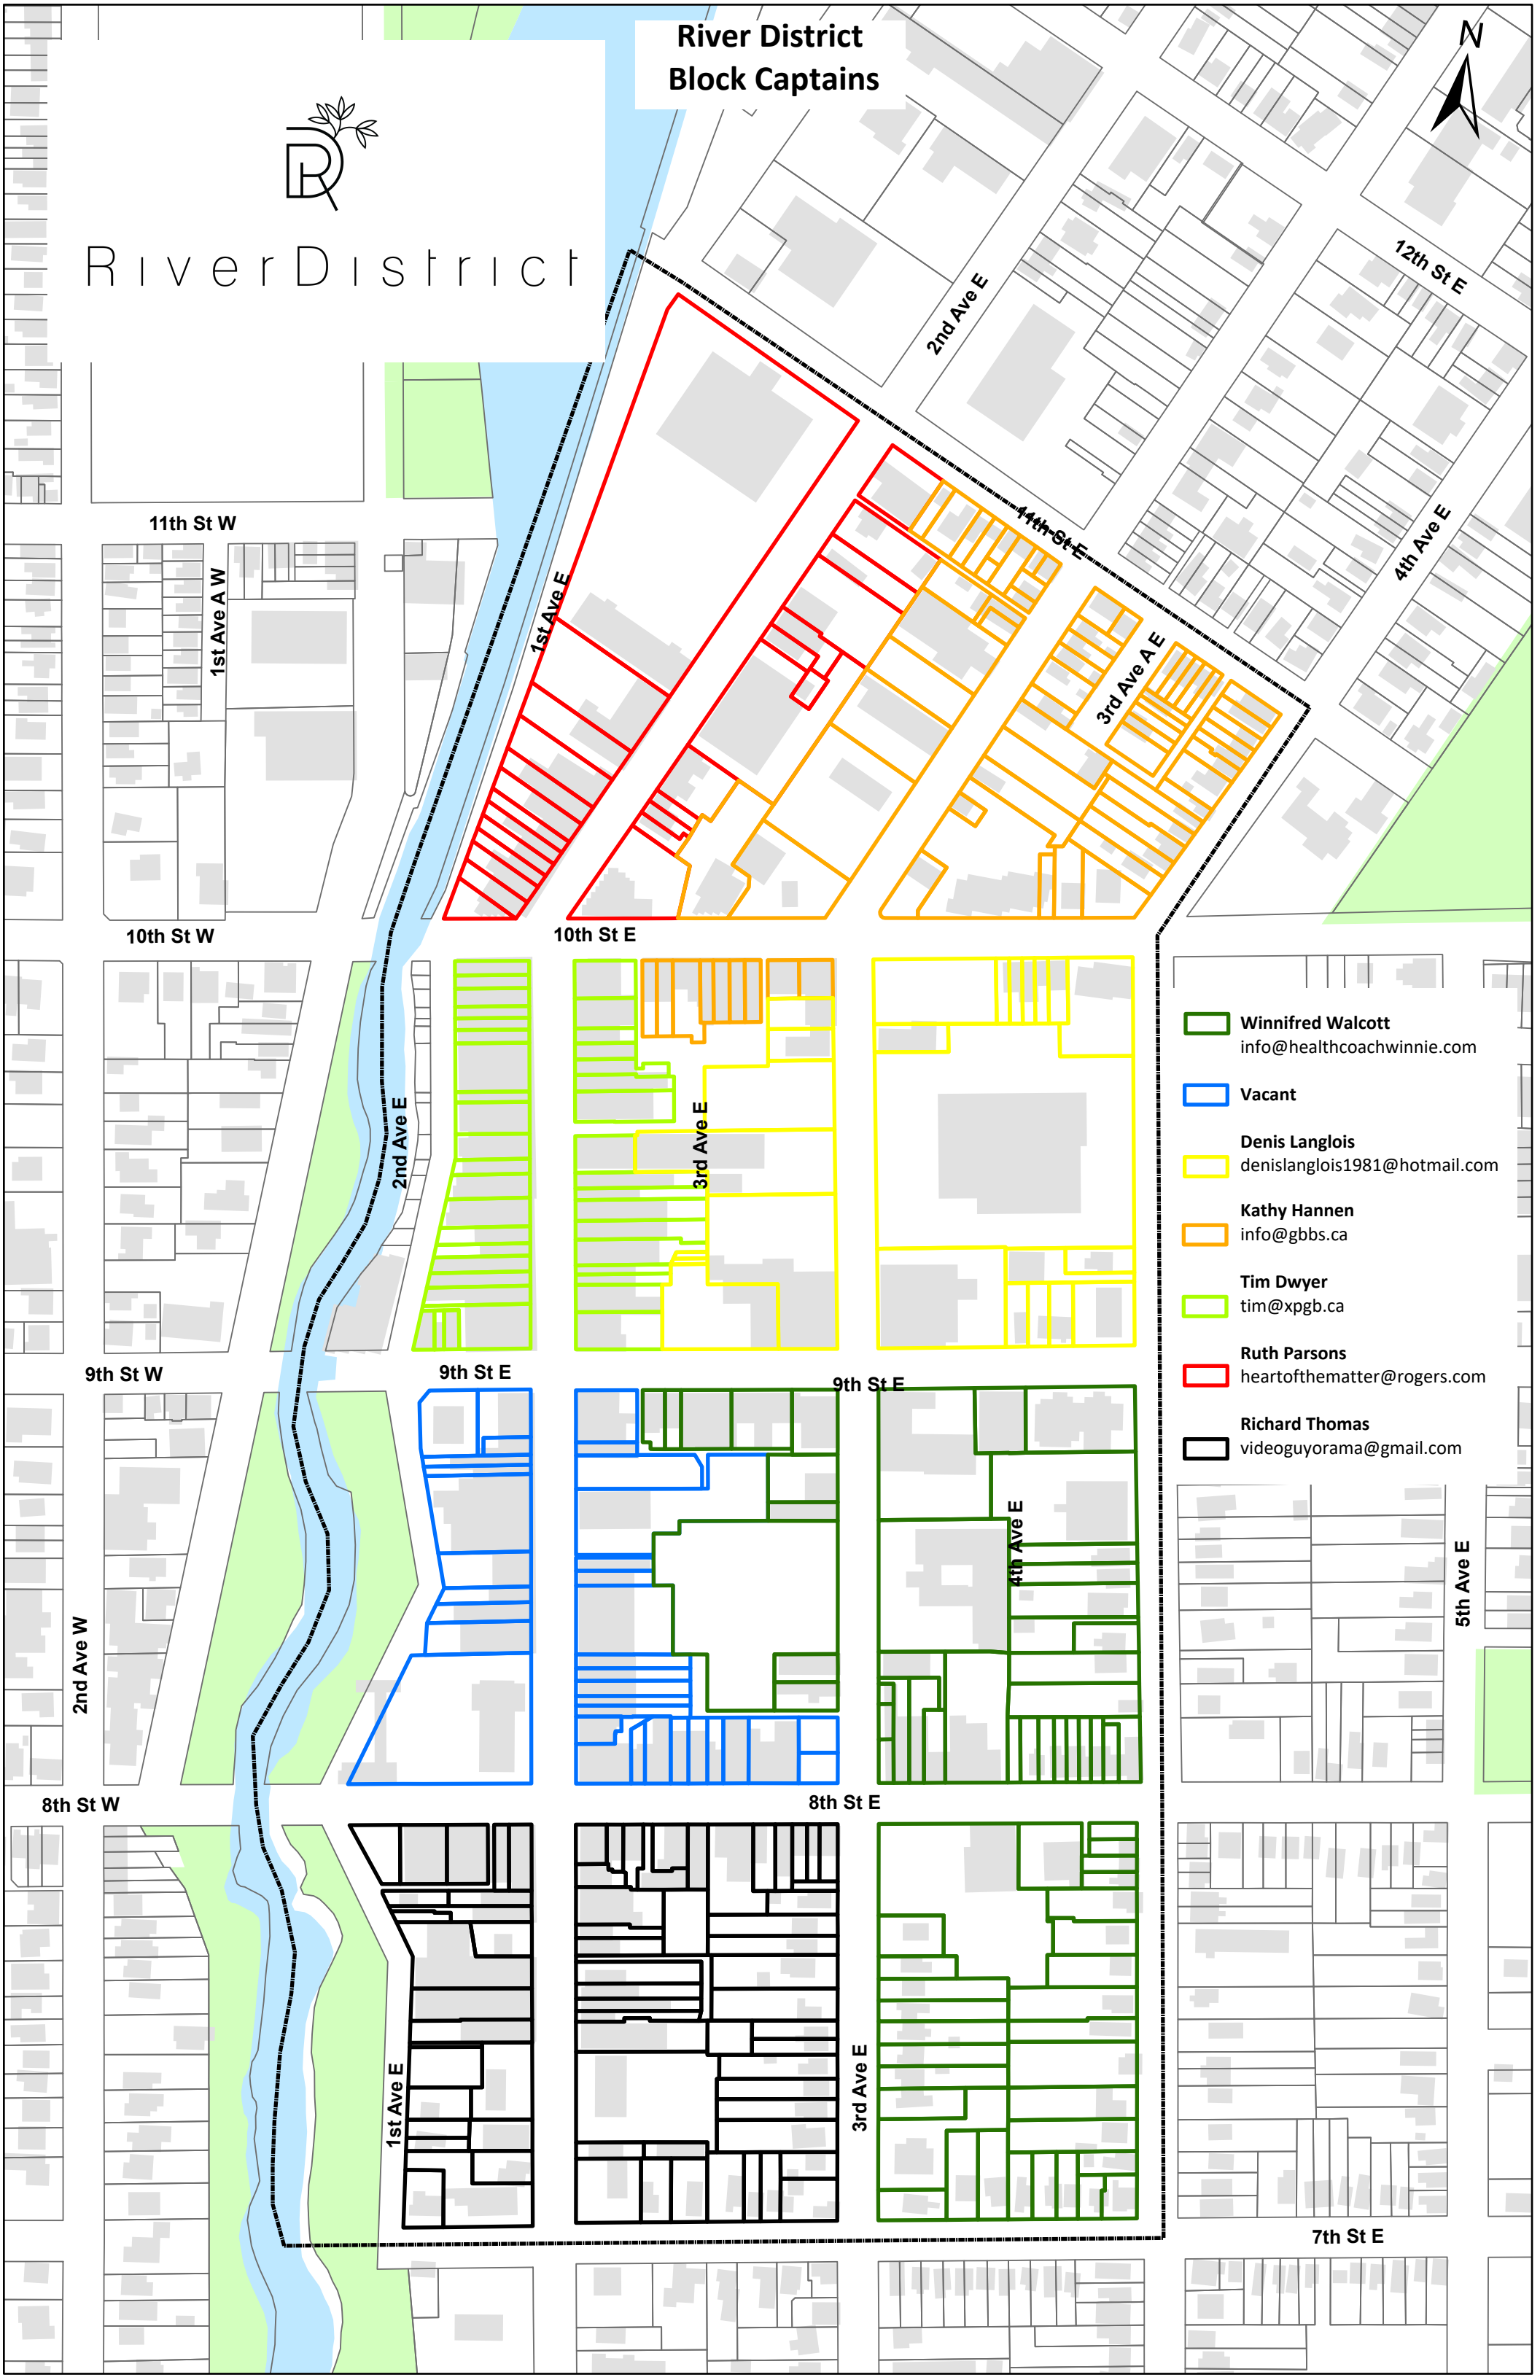 River District
Block Captains
N
RiverDistrict
12th St E
2nd Ave E
11th St W
11th St E
4th Ave E
1st Ave A W
1st Ave E
3rd Ave A E
10th St W
10th St E
Winnifred Walcott
info@healthcoachwinnie.com
Vacant
2nd Ave E
3rd Ave E
Denis Langlois
denislanglois1981@hotmail.com
Kathy Hannen
info@gbbs.ca
Tim Dwyer
tim@xpgb.ca
Ruth Parsons
heartofthematter@rogers.com
Richard Thomas
videoguyorama@gmail.com
9th St W
9th St E
9th St E
4th Ave E
5th Ave E
2nd Ave W
8th St W
8th St E
1st Ave E
3rd Ave E
7th St E